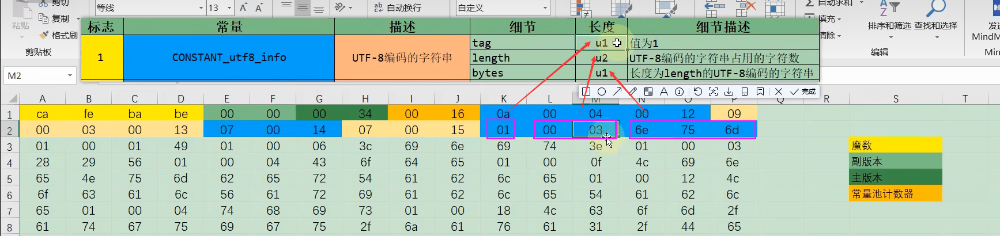 剪切
复制
格式刷
粘贴
剪贴板
等线 13 A A
自动换行
自定义
自动求和
填充
清除
排序和筛选 查找和选择
编辑
发送
MindM
Mind
标志 常量 描述 细节 长度 细节描述
1 CONSTANT_utf8_info UTF-8编码的字符串
tag u1 值为1
length u2 UTF-8编码的字符串占用的字符数
bytes u1 长度为length的UTF-8编码的字符串
M2
完成
A B C D E F G H I J K L M N O P Q R S T
1 ca fe ba be 00 00 00 34 00 16 0a 00 04 00 12 09
2 00 03 00 13 07 00 14 07 00 15 01 00 03 6e 75 6d
3 01 00 01 49 01 00 06 3c 69 6e 69 74 3e 01 00 03 魔数
4 28 29 56 01 00 04 43 6f 64 65 01 00 0f 4c 69 6e 副版本
5 65 4e 75 6d 62 65 72 54 61 62 6c 65 01 00 12 4c 主版本
6 6f 63 61 6c 56 61 72 69 61 62 6c 65 54 61 62 6c 常量池计数器
7 65 01 00 04 74 68 69 73 01 00 18 4c 63 6f 6d 2f
8 61 74 67 75 69 67 75 2f 6a 61 76 61 31 2f 44 65